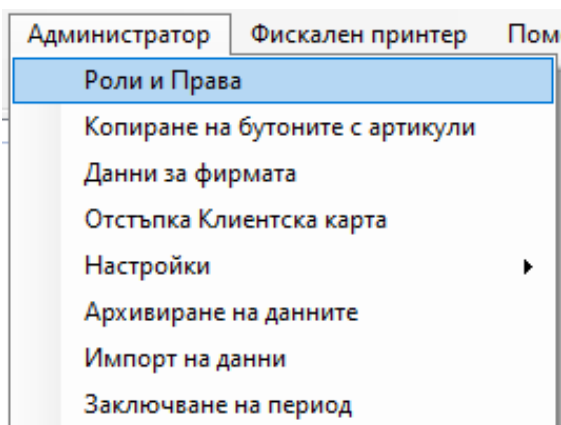 Администратор Фискален принтер
Роли и Права
Копиране на бутоните с артикули
Данни за фирмата
Отстъпка Клиентска карта
Настройки
Архивиране на данните
Импорт на данни
Заключване на период